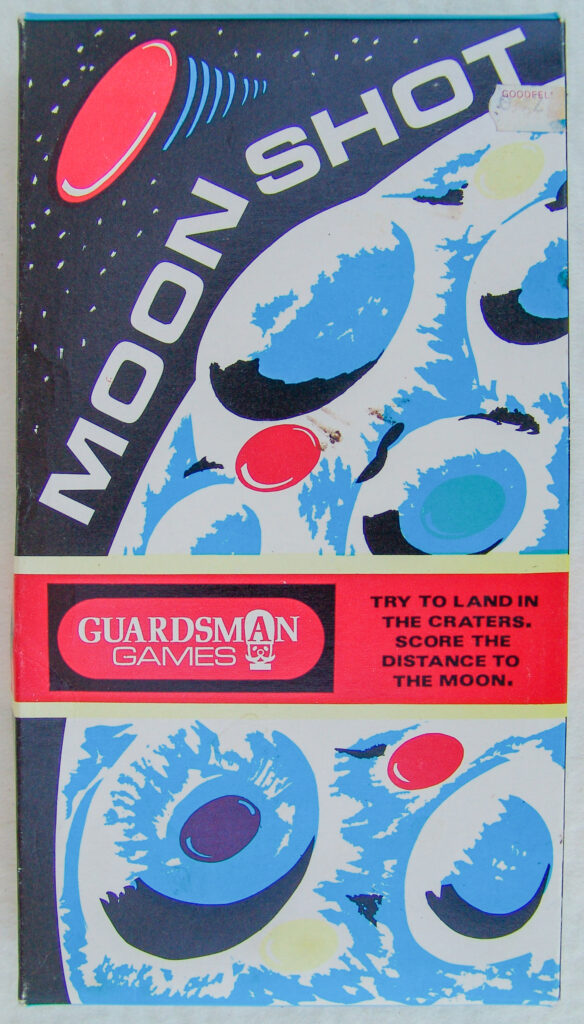 MOON SHOT
GUARDSMAN
GAMES
TRY TO LAND IN
THE CRATERS.
SCORE THE
DISTANCE TO
THE MOON.